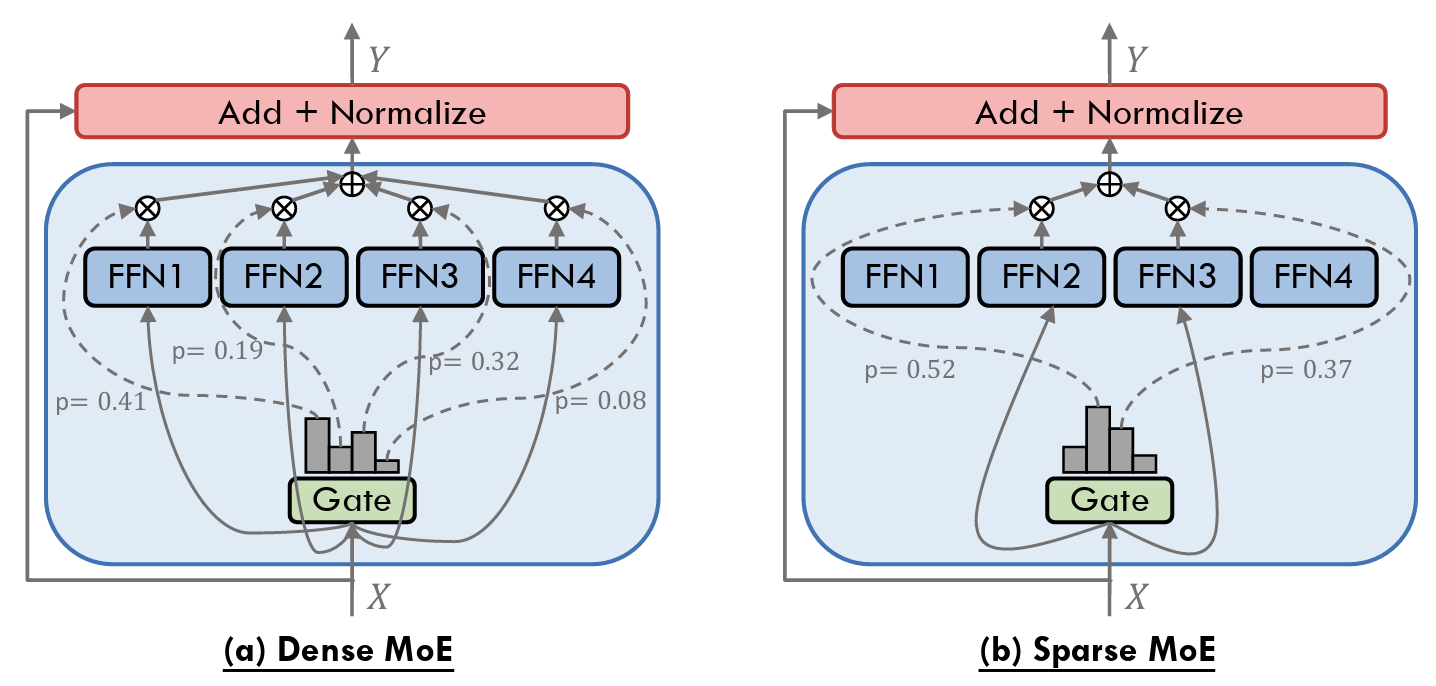 Y
Add + Normalize
FFN1
FFN2
FFN3
FFN4
p= 0.19
p= 0.32
p= 0.41
p= 0.08
Gate
X
(a) Dense MoE
Y
Add + Normalize
FFN1
FFN2
FFN3
FFN4
p= 0.52
p= 0.37
Gate
X
(b) Sparse MoE